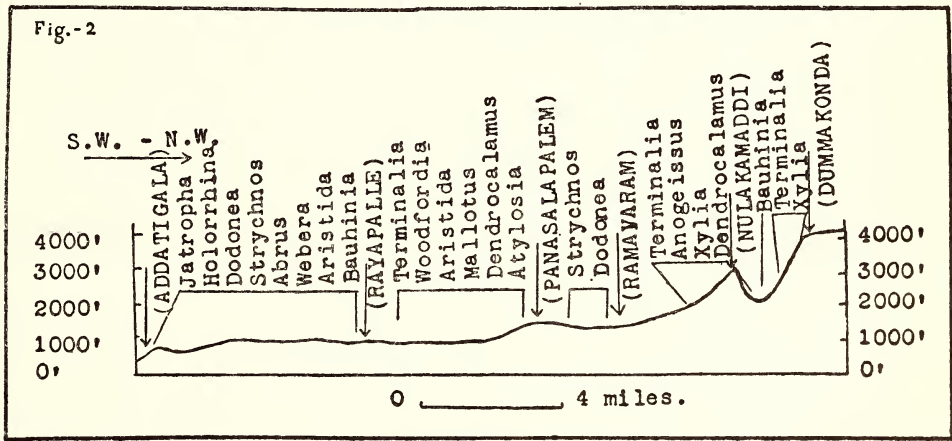 Fig.-2
S.W. - N.W.
(ADDATIGALA)
Jatropha
Holorrhina
Dodonea
Strychnos
Abrus
Webera
Aristida
Bauhinia
(RAYAPALLE)
Terminalia
Woodfordia
Aristida
Mallotus
Dendrocalamus
Atylosia
(PANASALAPALEM)
Strychnos
Dodonea
(RAMAVARAM)
Terminalia
Anogeissus
Xylia
Dendrocalamus
(NULAKAMADDI)
Bauhinia
Terminalia
Xylia
(DUMMAKONDA)
4000' 4000'
3000' 3000'
2000' 2000'
1000' 1000'
0' 0'
0 4 miles.